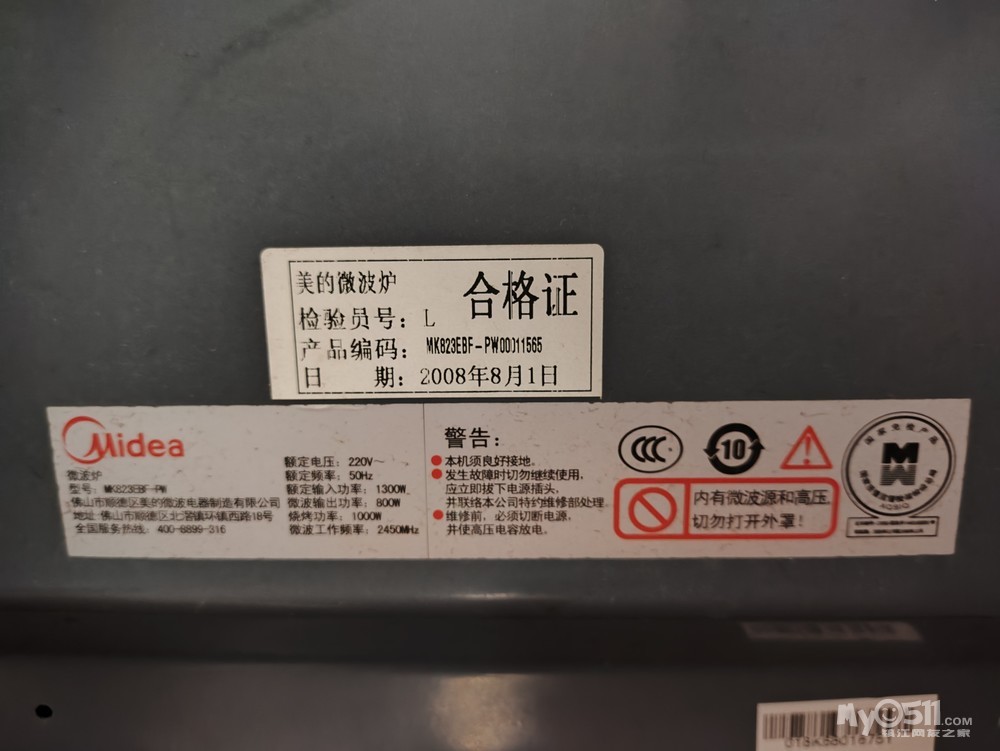 美的微波炉
合格证
检验员号：L
产品编码：MK823EBF-PW00011565
日 期：2008年8月1日
Midea
微波炉
型号：MK823EBF-PW
佛山市顺德区美的微波电器制造有限公司
地址：佛山市顺德区北滘镇环镇西路18号
全国服务热线：400-8899-316
额定电压：220V~
额定频率：50Hz
额定输入功率：1300W
微波输出功率：800W
烧烤功率：1000W
微波工作频率：2450MHz
警告：
本机须良好接地。
发生故障时切勿继续使用，
应立即拔下电源插头，
并联络本公司特约维修部处理。
维修前，必须切断电源，
并使高压电容放电。
CCC
10
内有微波源和高压
切勿打开外罩！
国家免检产品
AQSIQ
My0511.COM
镇江网友之家